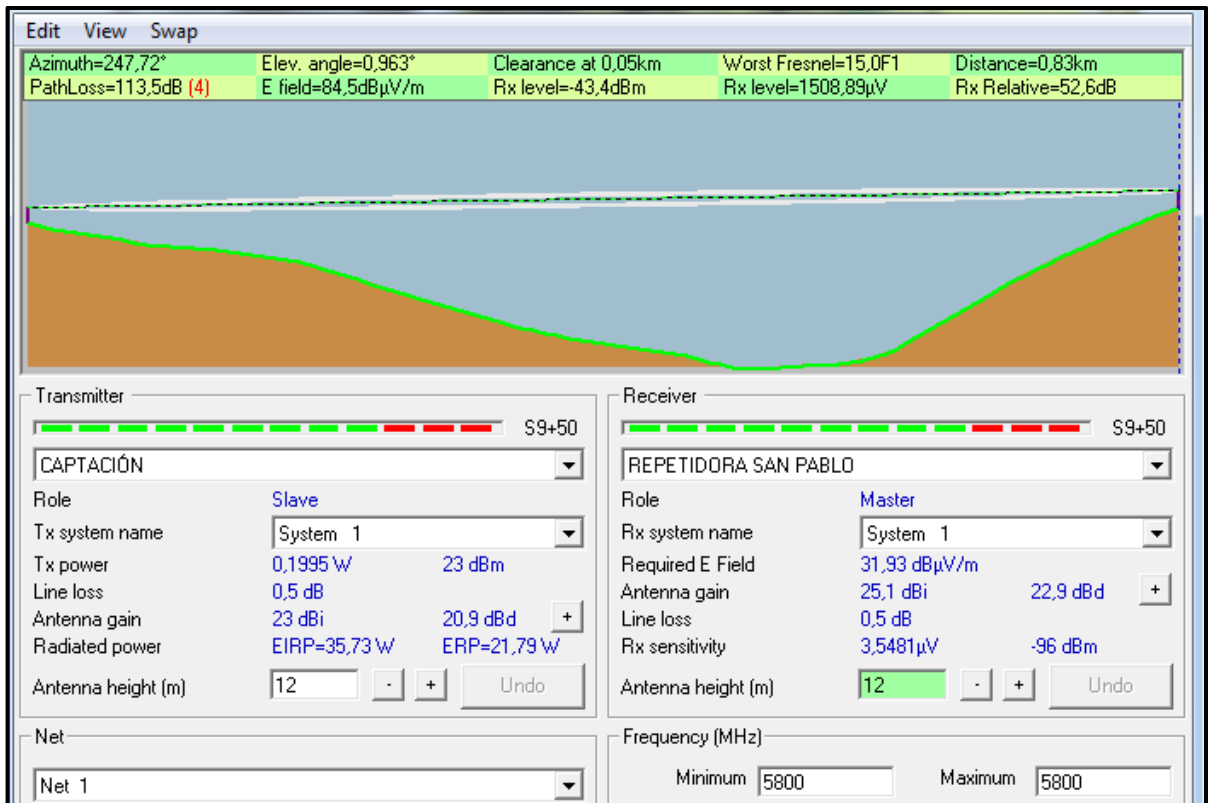 Edit View Swap
Azimuth=247,72° Elev. angle=0,963° Clearance at 0,05km Worst Fresnel=15,0F1 Distance=0,83km
PathLoss=113,5dB (4) E field=84,5dBµV/m Rx level=-43,4dBm Rx level=1508,89µV Rx Relative=52,6dB
Transmitter
S9+50
CAPTACIÓN
Role Slave
Tx system name System 1
Tx power 0,1995 W 23 dBm
Line loss 0,5 dB
Antenna gain 23 dBi 20,9 dBd +
Radiated power EIRP=35,73 W ERP=21,79 W
Antenna height (m) 12 - + Undo
Receiver
S9+50
REPETIDORA SAN PABLO
Role Master
Rx system name System 1
Required E Field 31,93 dBµV/m
Antenna gain 25,1 dBi 22,9 dBd +
Line loss 0,5 dB
Rx sensitivity 3,5481µV -96 dBm
Antenna height (m) 12 - + Undo
Net
Net 1
Frequency (MHz)
Minimum 5800 Maximum 5800